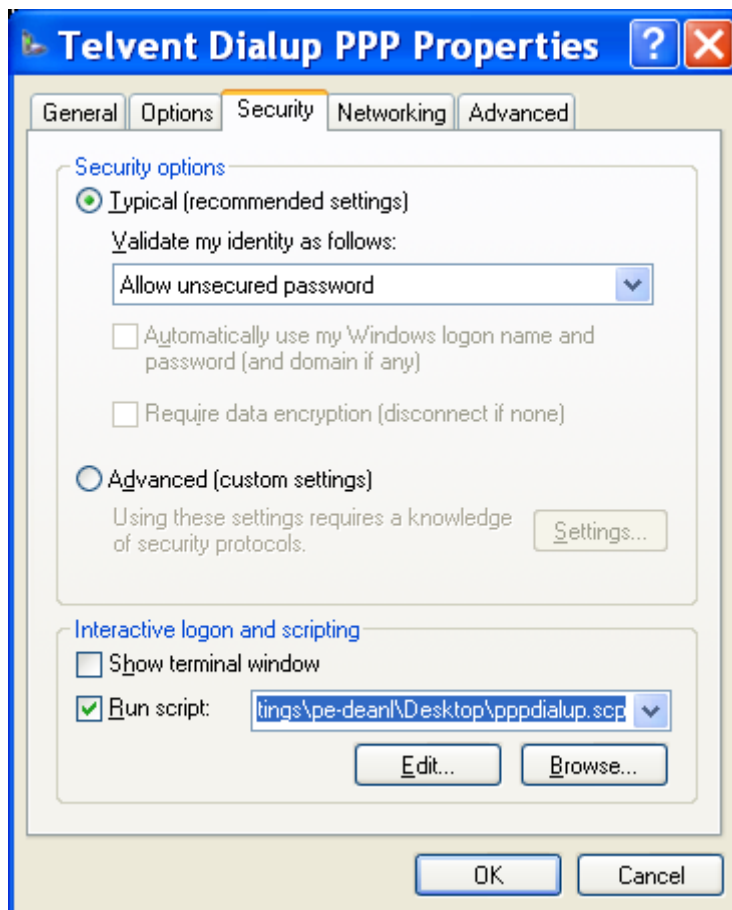 Telvent Dialup PPP Properties
General Options Security Networking Advanced
Security options
Typical (recommended settings)
Validate my identity as follows:
Allow unsecured password
Automatically use my Windows logon name and
password (and domain if any)
Require data encryption (disconnect if none)
Advanced (custom settings)
Using these settings requires a knowledge
of security protocols.
Settings...
Interactive logon and scripting
Show terminal window
Run script: tings\pe-deanl\Desktop\pppdialup.scp
Edit... Browse...
OK Cancel